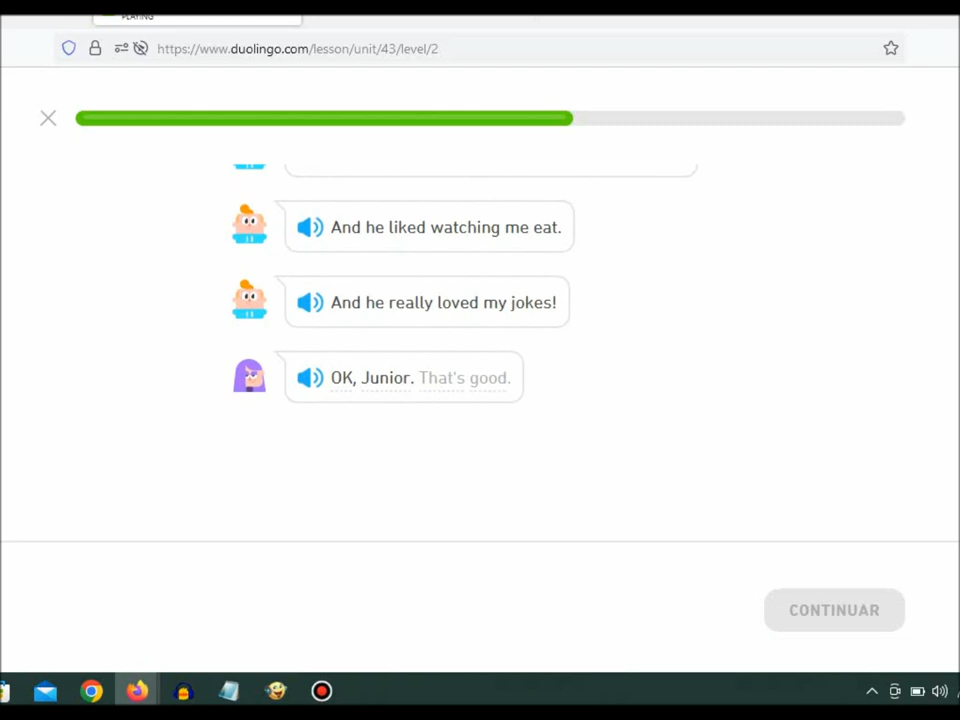 PLAYING
https://www.duolingo.com/lesson/unit/43/level/2
And he liked watching me eat.
And he really loved my jokes!
OK, Junior. That's good.
CONTINUAR